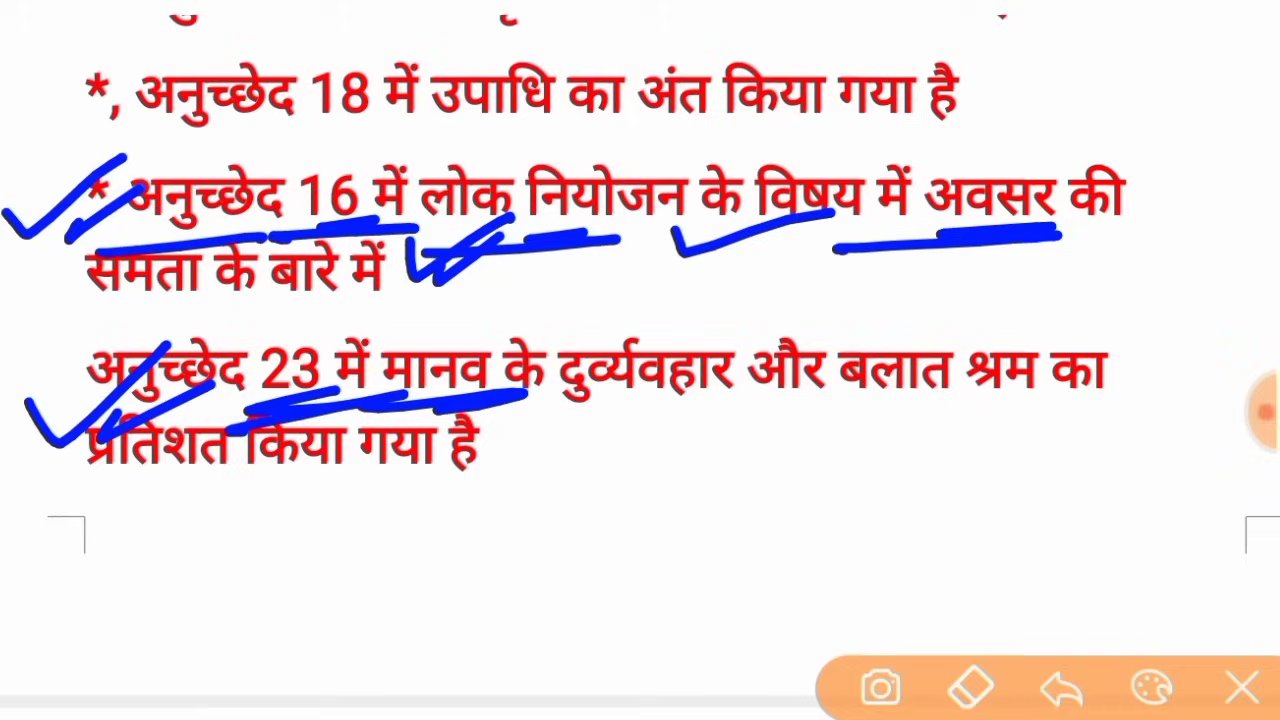 *, अनुच्छेद 18 में उपाधि का अंत किया गया है
* अनुच्छेद 16 में लोक नियोजन के विषय में अवसर की
समता के बारे में
अनुच्छेद 23 में मानव के दुर्व्यवहार और बलात श्रम का
प्रतिशत किया गया है